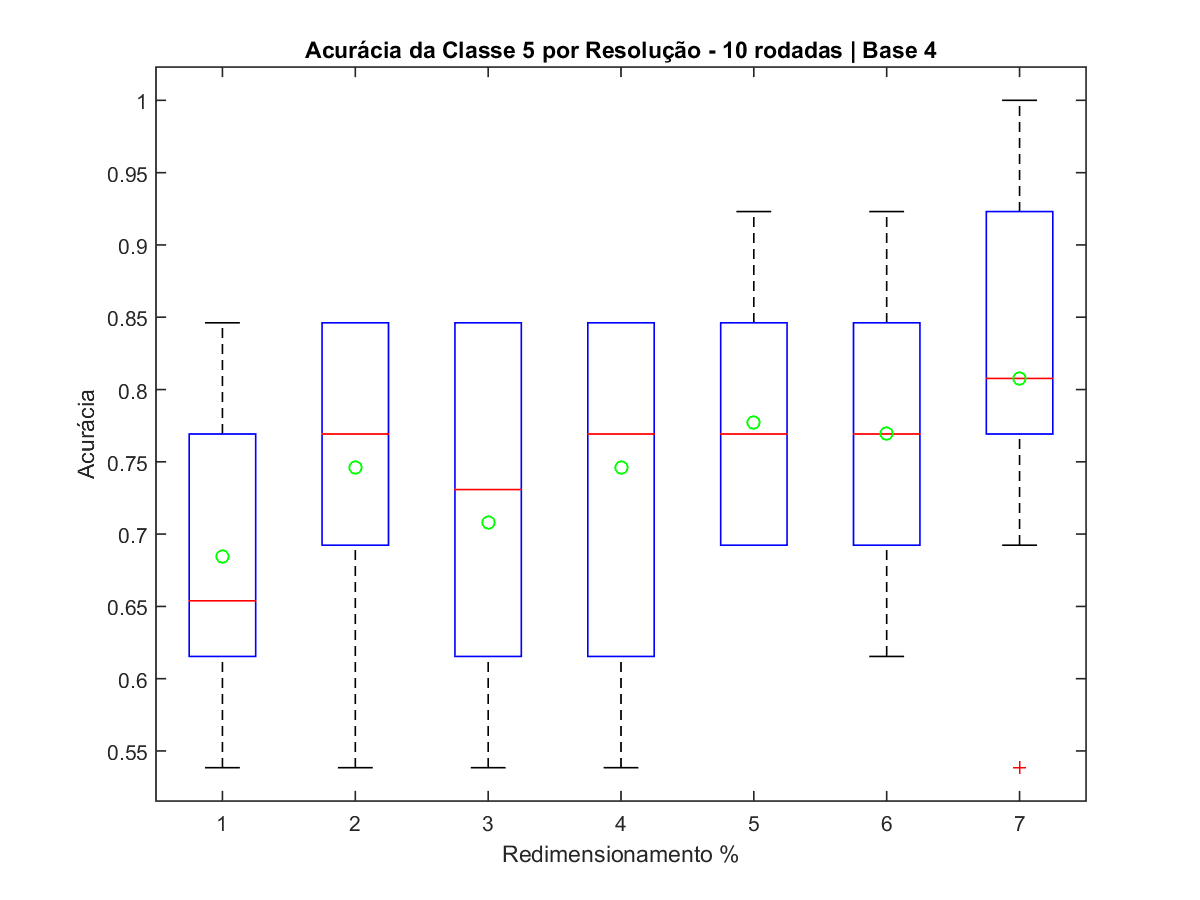 Acurácia da Classe 5 por Resolução - 10 rodadas | Base 4
1
0.95
0.9
0.85
0.8
0.75
0.7
0.65
0.6
0.55
Acurácia
1 2 3 4 5 6 7
Redimensionamento %